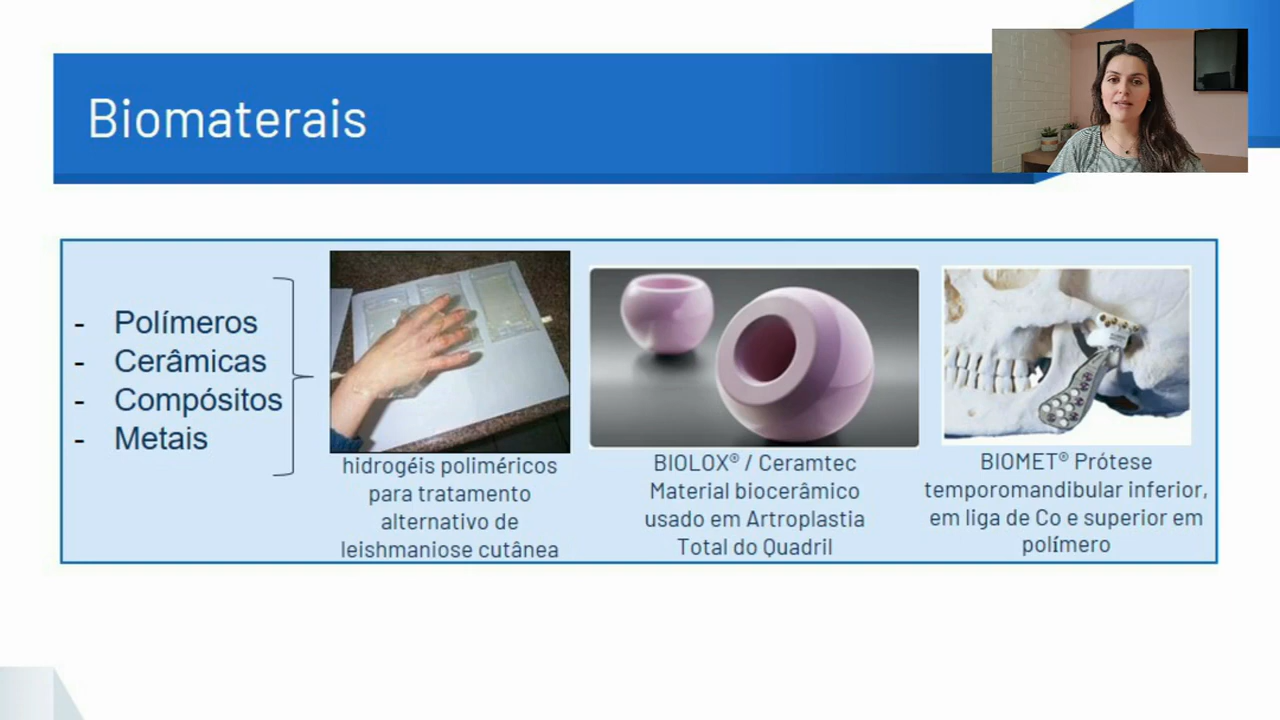 Biomaterais
- Polímeros
- Cerâmicas
- Compósitos
- Metais
hidrogéis poliméricos
para tratamento
alternativo de
leishmaniose cutânea
BIOLOX® / Ceramtec
Material biocerâmico
usado em Artroplastia
Total do Quadril
BIOMET® Prótese
temporomandibular inferior,
em liga de Co e superior em
polímero